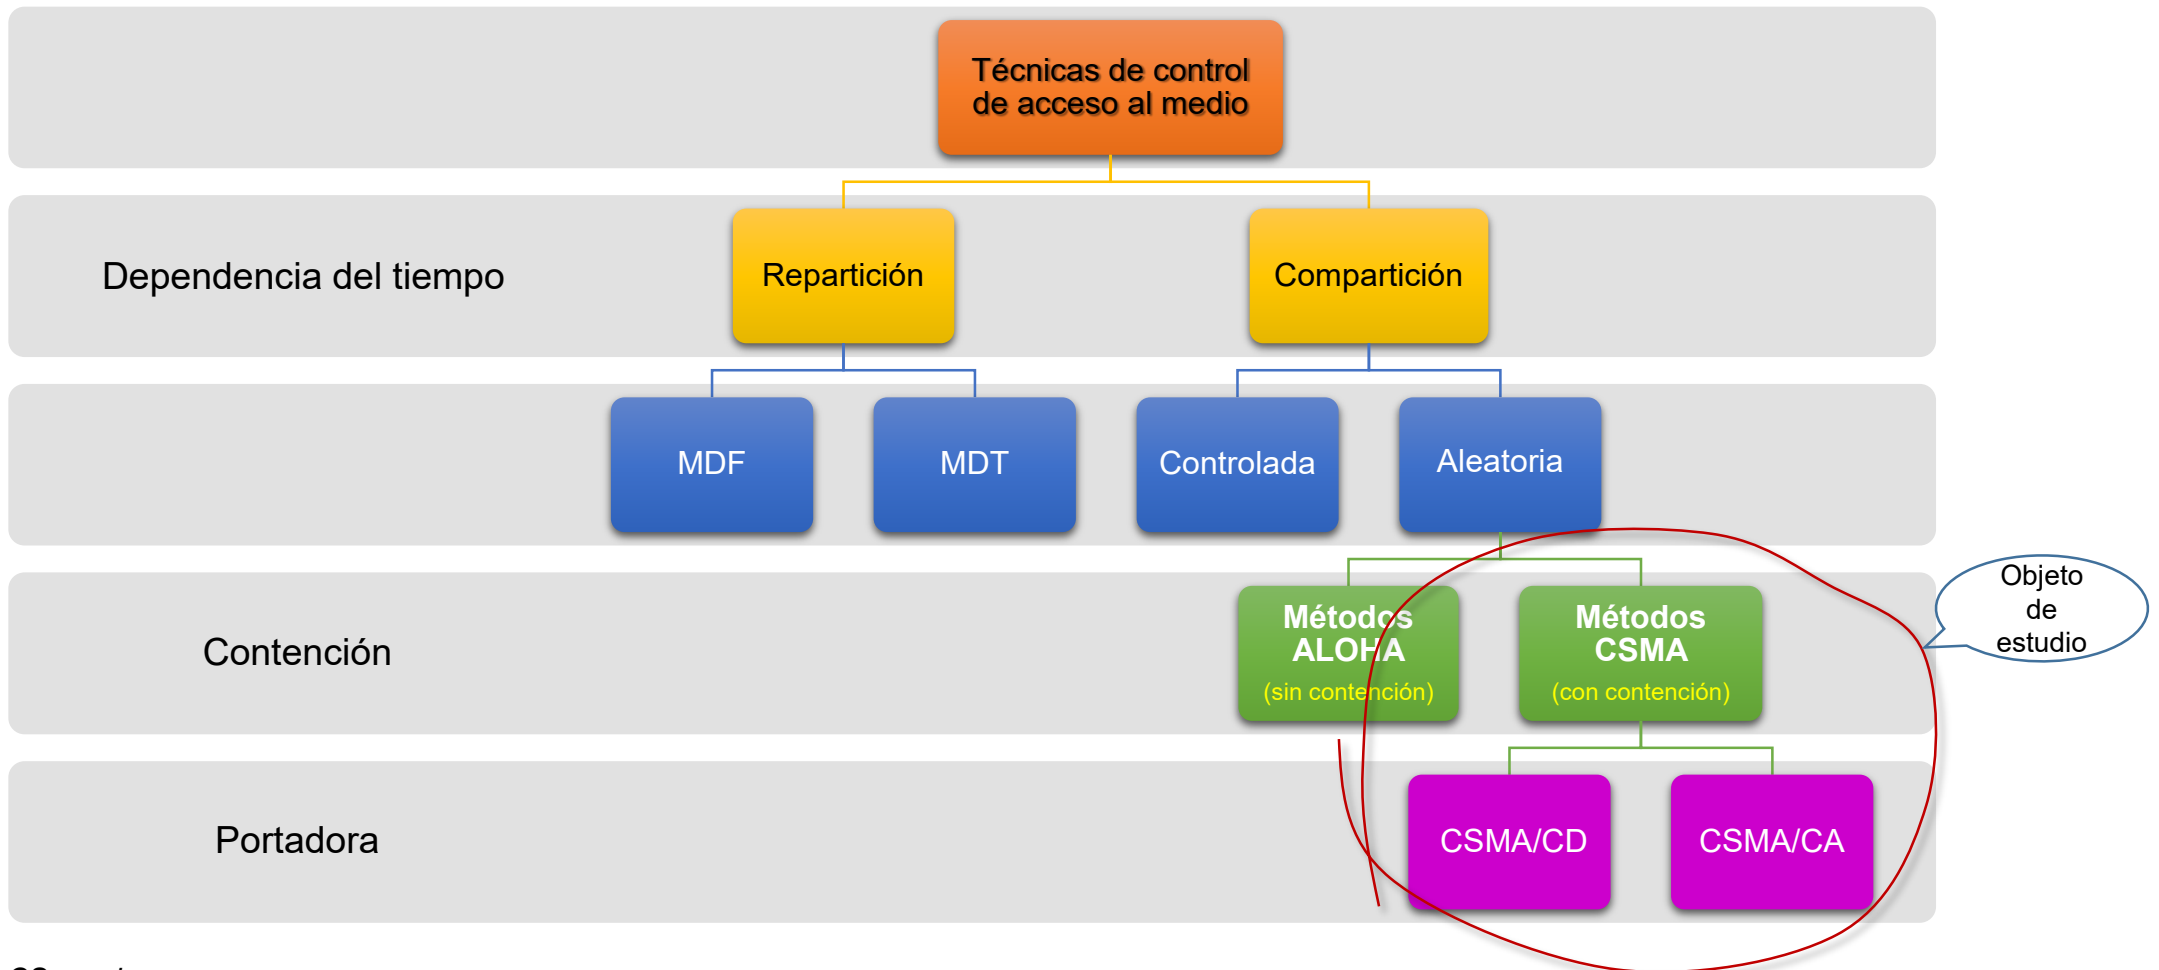 Técnicas de control
de acceso al medio
Dependencia del tiempo
Repartición
Compartición
MDF
MDT
Controlada
Aleatoria
Contención
Métodos
ALOHA
(sin contención)
Métodos
CSMA
(con contención)
Objeto
de
estudio
Portadora
CSMA/CD
CSMA/CA